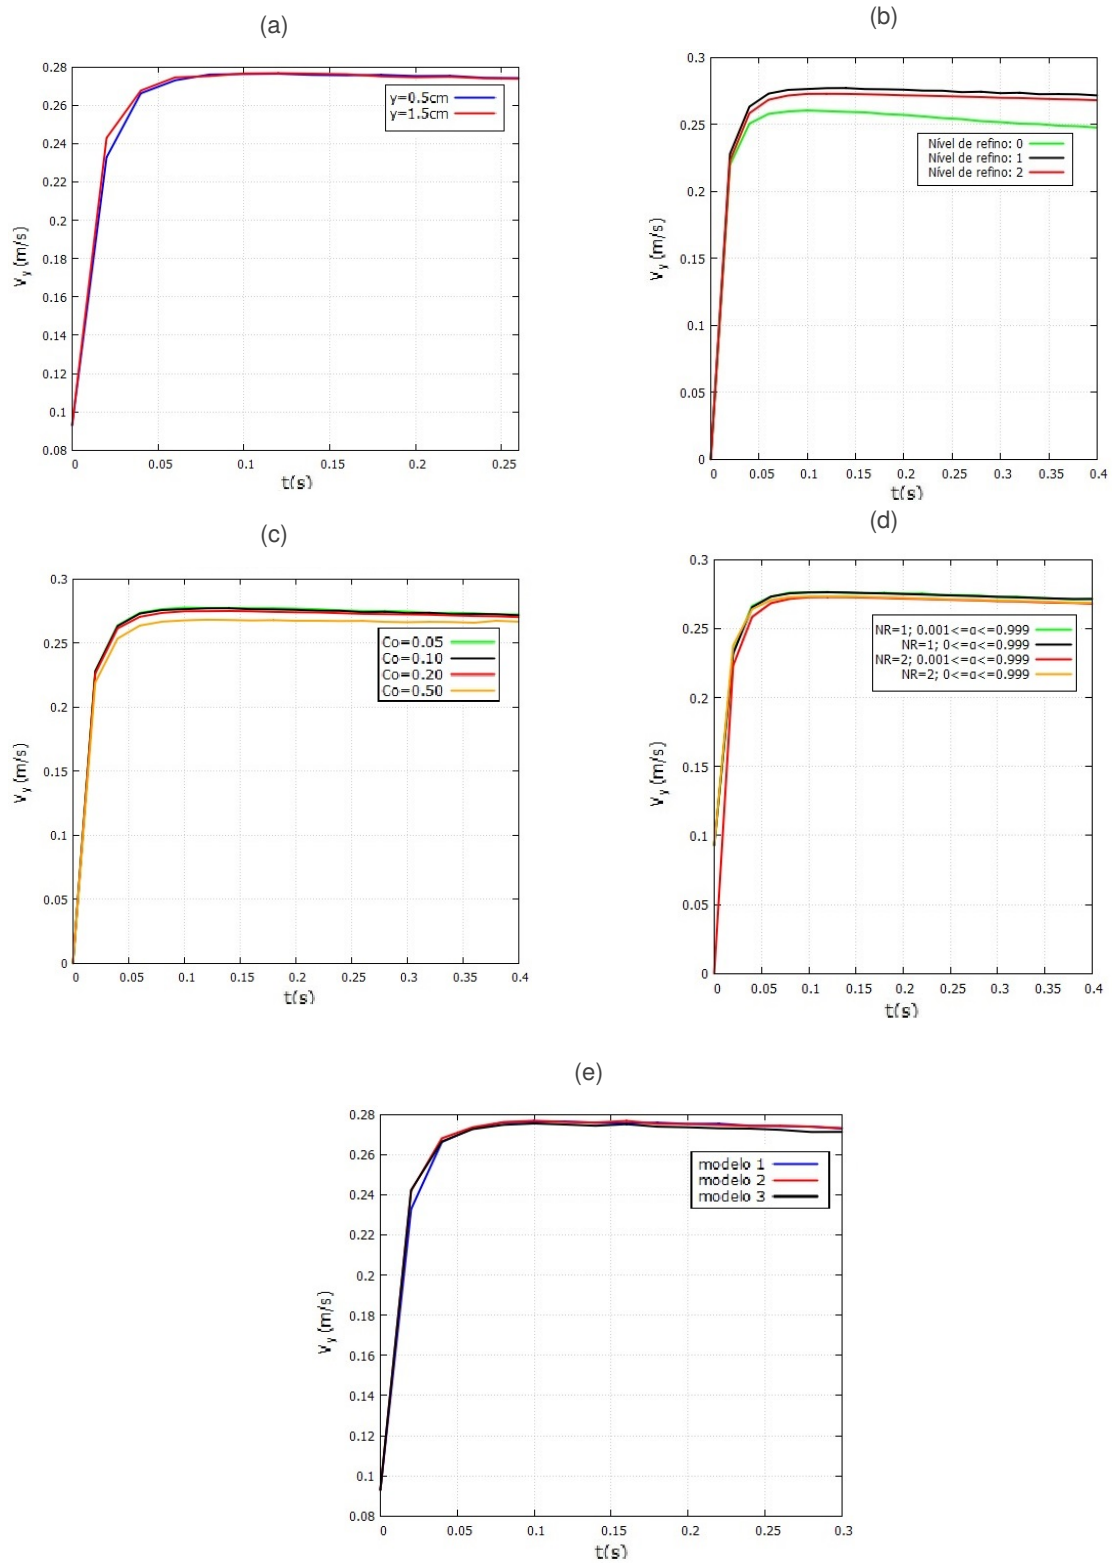 (a)
0.28
0.26
0.24
0.22
0.2
0.18
0.16
0.14
0.12
0.1
0.08
V_y (m/s)
y=0.5cm
y=1.5cm
0 0.05 0.1 0.15 0.2 0.25
t(s)
(b)
0.3
0.25
0.2
0.15
0.1
0.05
0
V_y (m/s)
Nível de refino: 0
Nível de refino: 1
Nível de refino: 2
0 0.05 0.1 0.15 0.2 0.25 0.3 0.35 0.4
t(s)
(c)
0.3
0.25
0.2
0.15
0.1
0.05
0
V_y (m/s)
Co=0.05
Co=0.10
Co=0.20
Co=0.50
0 0.05 0.1 0.15 0.2 0.25 0.3 0.35 0.4
t(s)
(d)
0.3
0.25
0.2
0.15
0.1
0.05
0
V_y (m/s)
NR=1; 0.001<=α<=0.999
NR=1; 0<=α<=0.999
NR=2; 0.001<=α<=0.999
NR=2; 0<=α<=0.999
0 0.05 0.1 0.15 0.2 0.25 0.3 0.35 0.4
t(s)
(e)
0.28
0.26
0.24
0.22
0.2
0.18
0.16
0.14
0.12
0.1
0.08
V_y (m/s)
modelo 1
modelo 2
modelo 3
0 0.05 0.1 0.15 0.2 0.25 0.3
t(s)